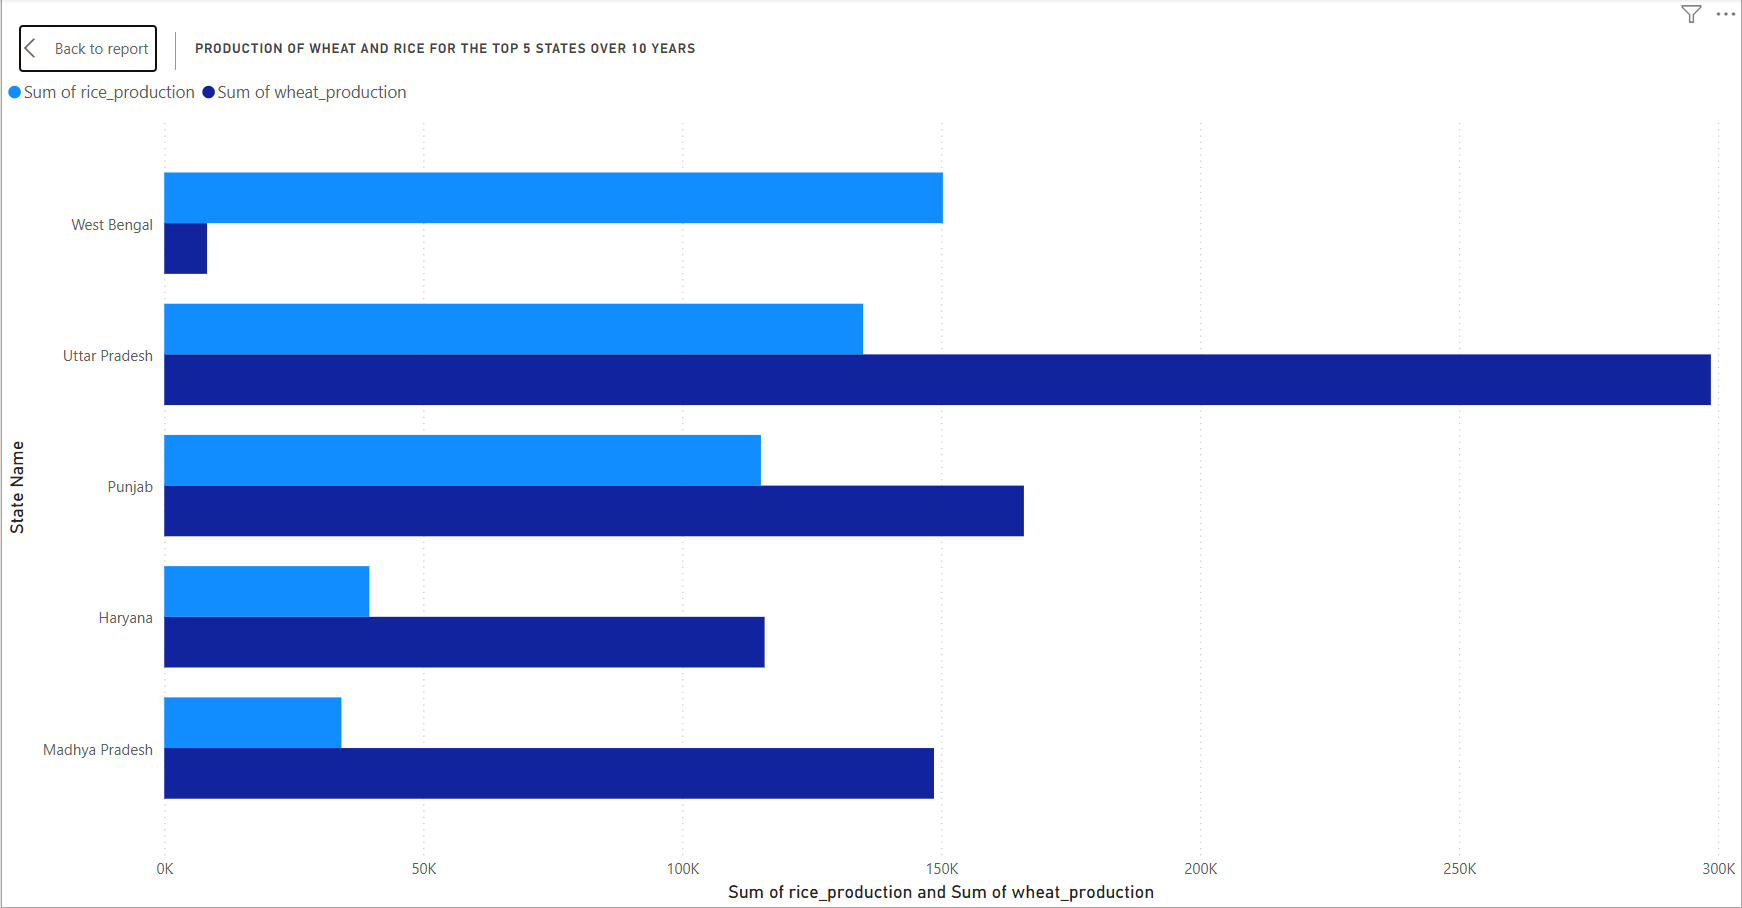 Back to report
PRODUCTION OF WHEAT AND RICE FOR THE TOP 5 STATES OVER 10 YEARS
Sum of rice_production Sum of wheat_production
State Name
West Bengal
Uttar Pradesh
Punjab
Haryana
Madhya Pradesh
0K 50K 100K 150K 200K 250K 300K
Sum of rice_production and Sum of wheat_production